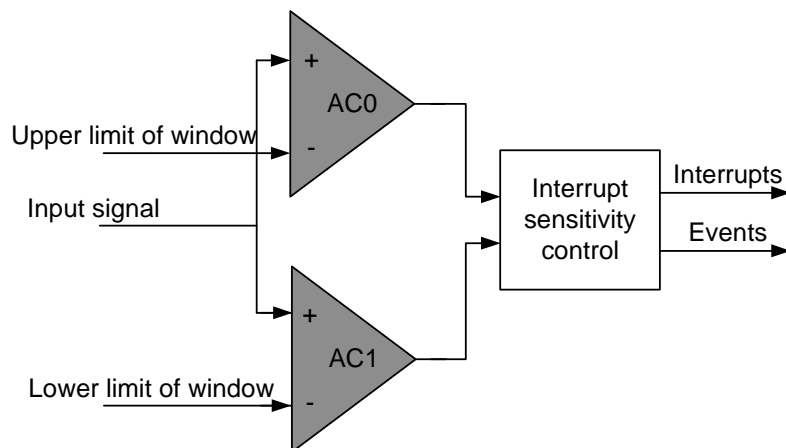 +
AC0
Upper limit of window
-
Input signal
Interrupt
sensitivity
control
Interrupts
Events
+
AC1
Lower limit of window
-